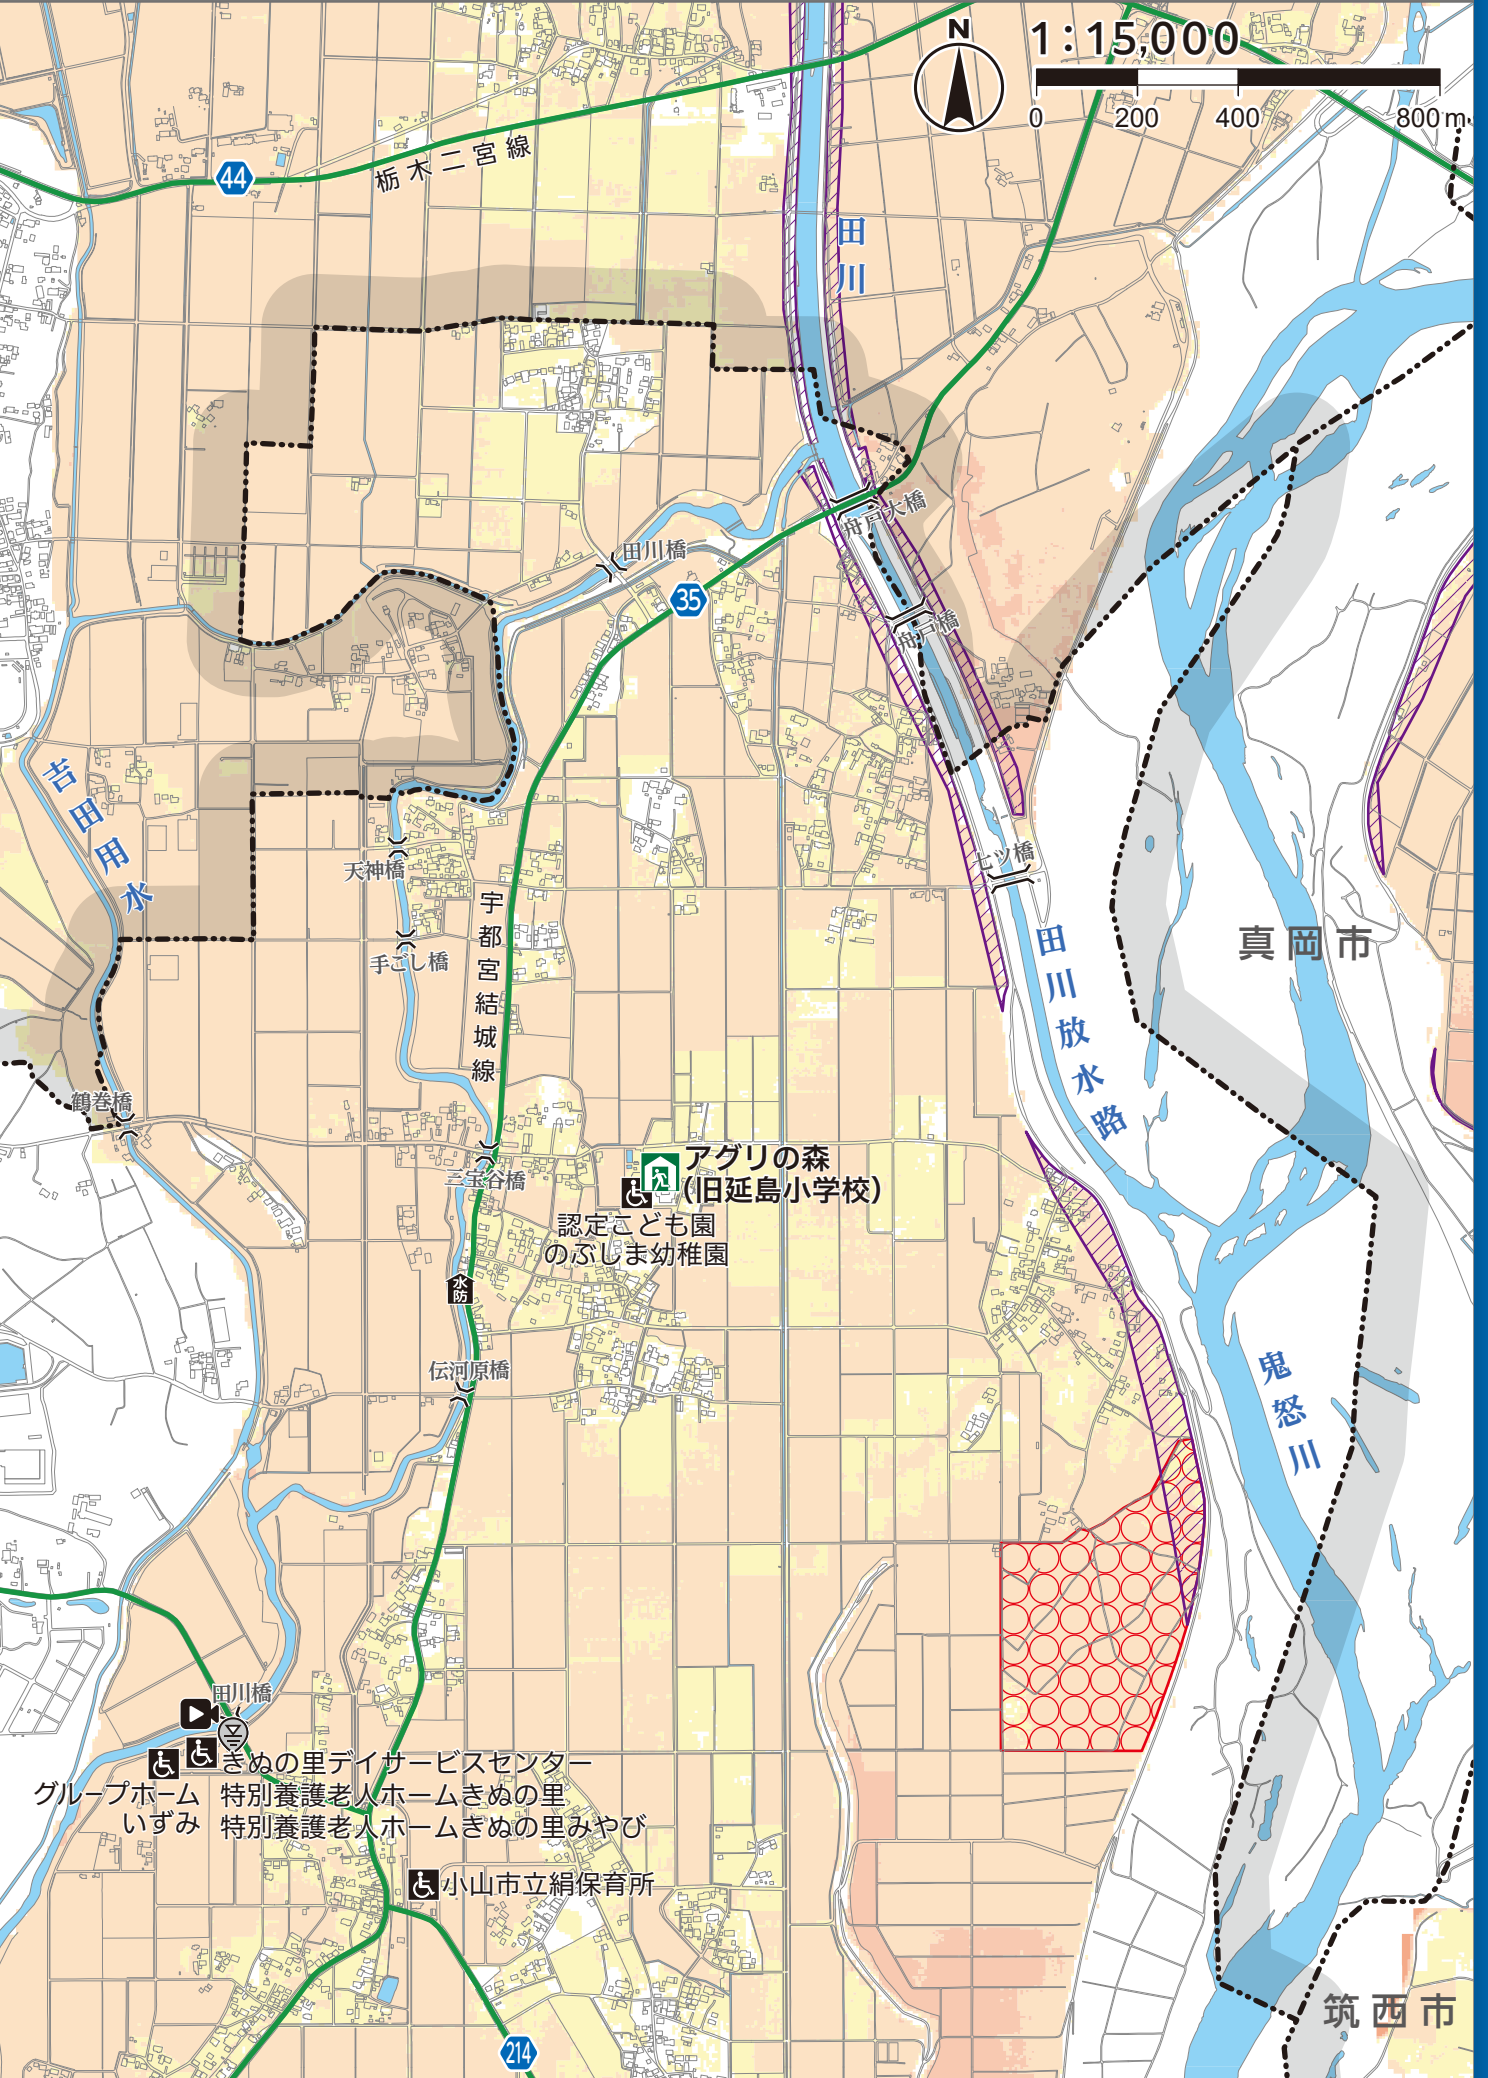 N
1:15,000
0 200 400 800m
44
栃木二宮線
田川
田川橋
舟戸大橋
35
舟戸橋
吉田用水
天神橋
七ツ橋
宇都宮結城線
手ごし橋
田川放水路
真岡市
鶴巻橋
三宝谷橋
アグリの森
(旧延島小学校)
認定こども園
のぶしま幼稚園
水防
伝河原橋
鬼怒川
田川橋
きぬの里デイサービスセンター
グループホーム
いずみ
特別養護老人ホームきぬの里
特別養護老人ホームきぬの里みやび
小山市立絹保育所
筑西市
214